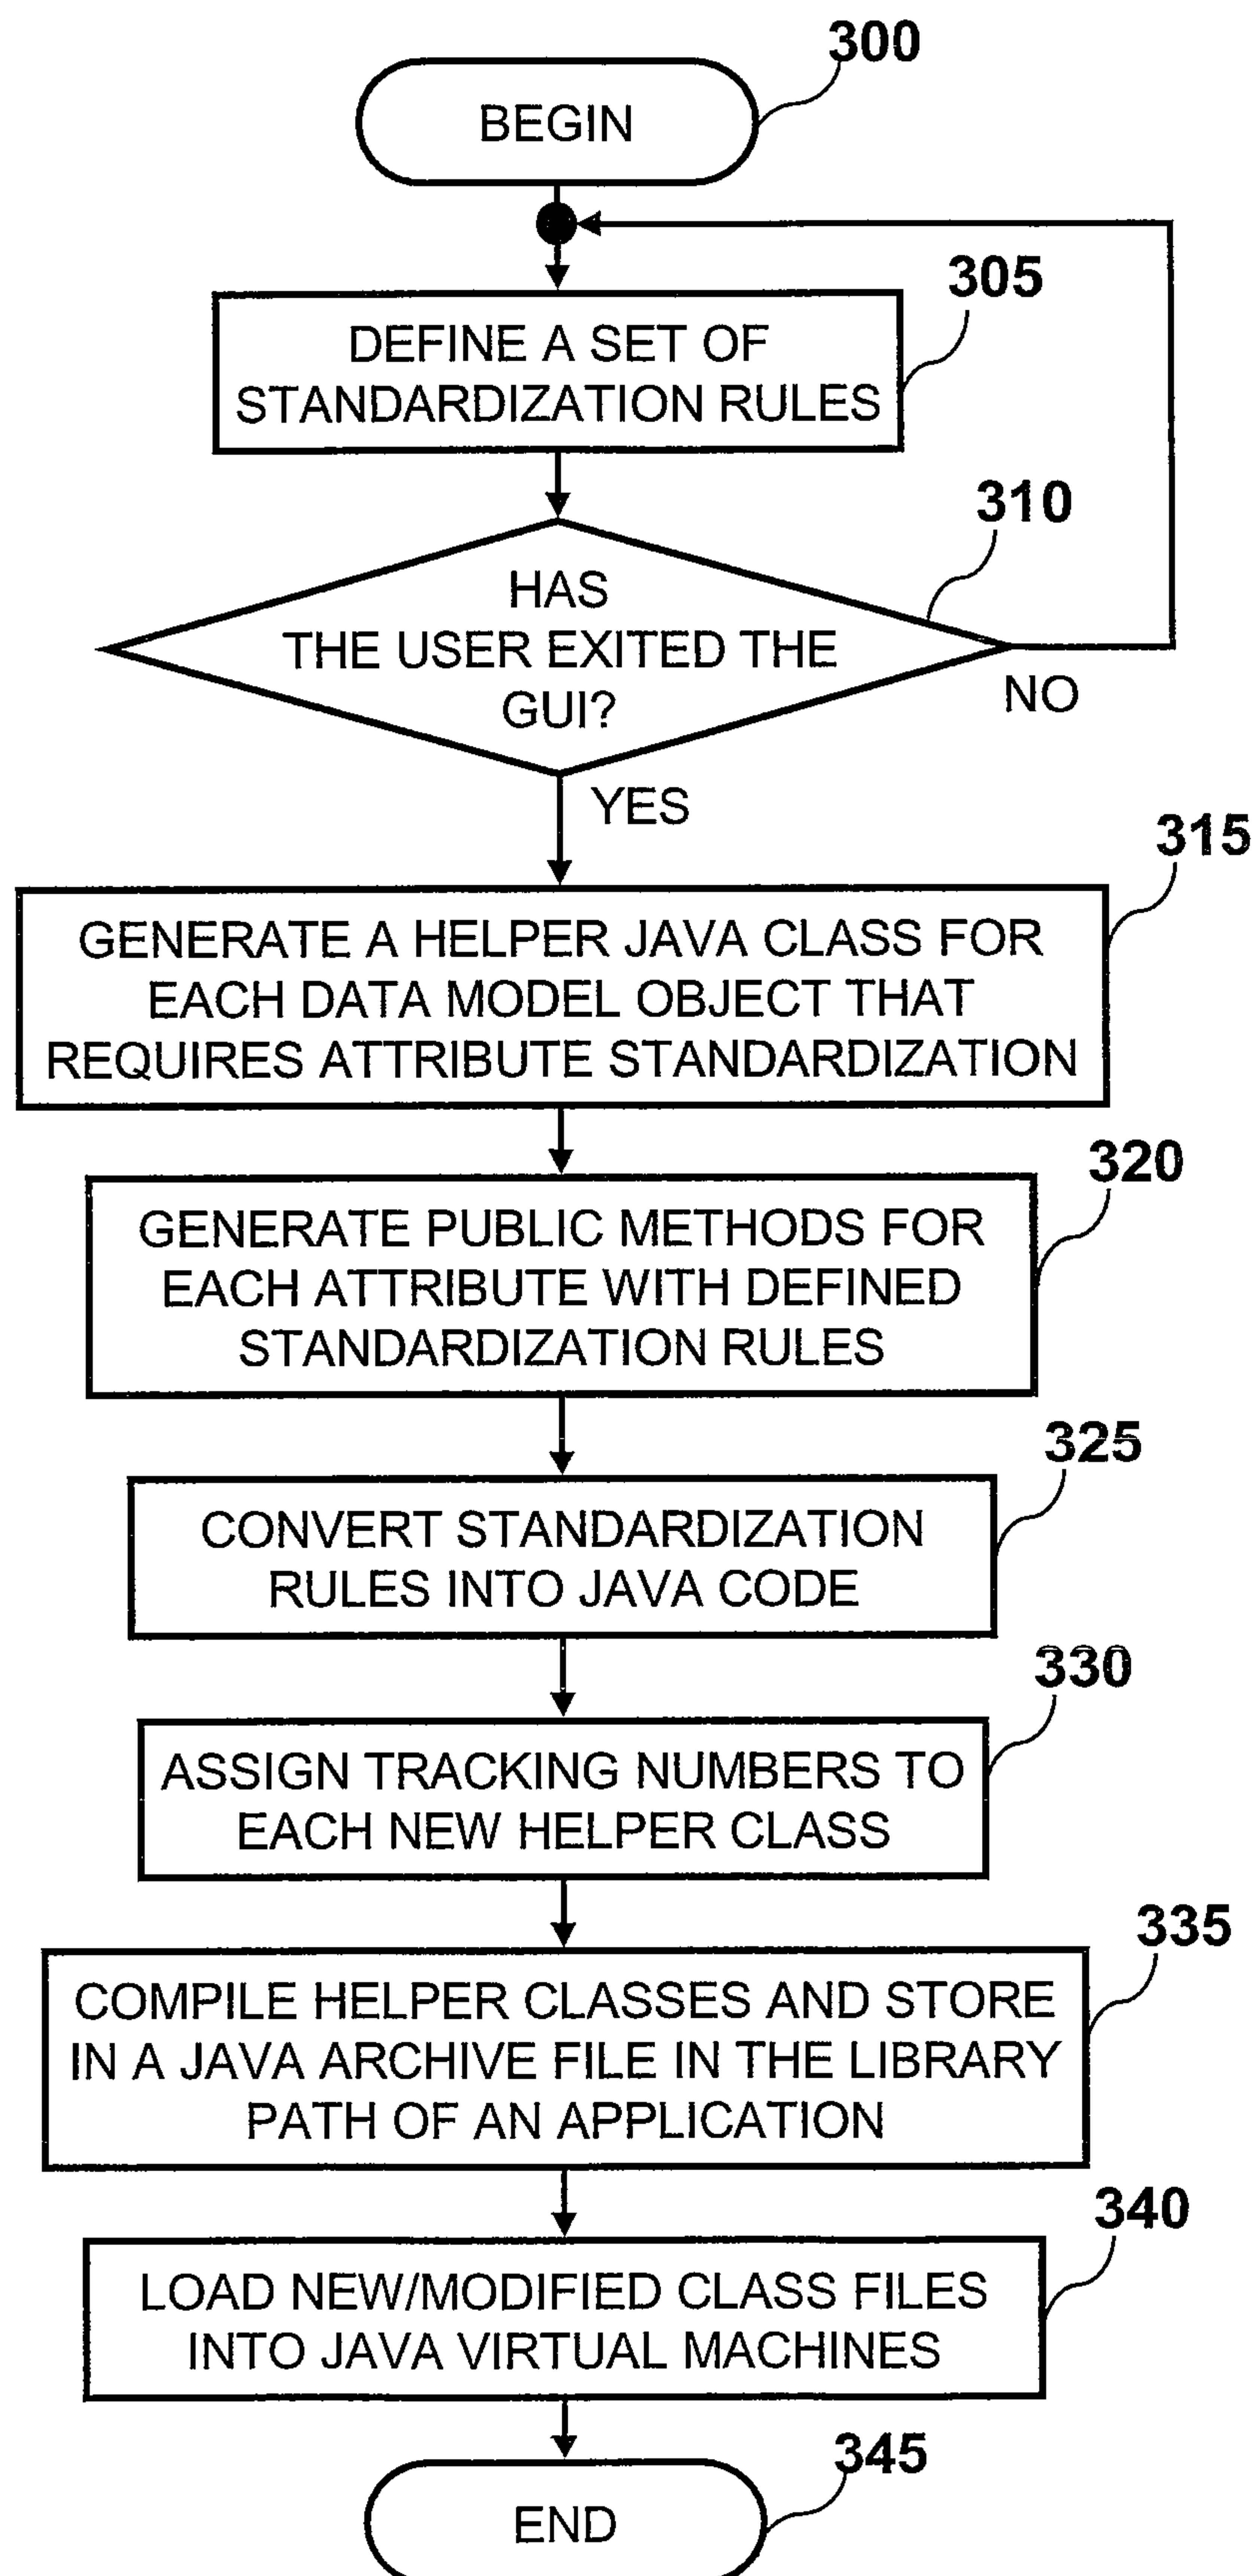 300
BEGIN
305
DEFINE A SET OF
STANDARDIZATION RULES
310
HAS
THE USER EXITED THE
GUI?
NO
YES
315
GENERATE A HELPER JAVA CLASS FOR
EACH DATA MODEL OBJECT THAT
REQUIRES ATTRIBUTE STANDARDIZATION
320
GENERATE PUBLIC METHODS FOR
EACH ATTRIBUTE WITH DEFINED
STANDARDIZATION RULES
325
CONVERT STANDARDIZATION
RULES INTO JAVA CODE
330
ASSIGN TRACKING NUMBERS TO
EACH NEW HELPER CLASS
335
COMPILE HELPER CLASSES AND STORE
IN A JAVA ARCHIVE FILE IN THE LIBRARY
PATH OF AN APPLICATION
340
LOAD NEW/MODIFIED CLASS FILES
INTO JAVA VIRTUAL MACHINES
345
END